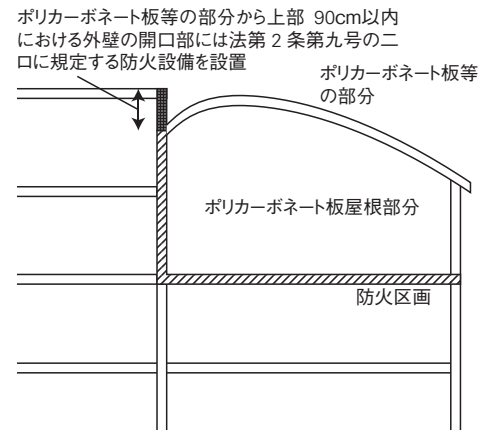 ポリカーボネート板等の部分から上部 90cm以内
における外壁の開口部には法第2条第九号の二
ロに規定する防火設備を設置
ポリカーボネート板等
の部分
ポリカーボネート板屋根部分
防火区画